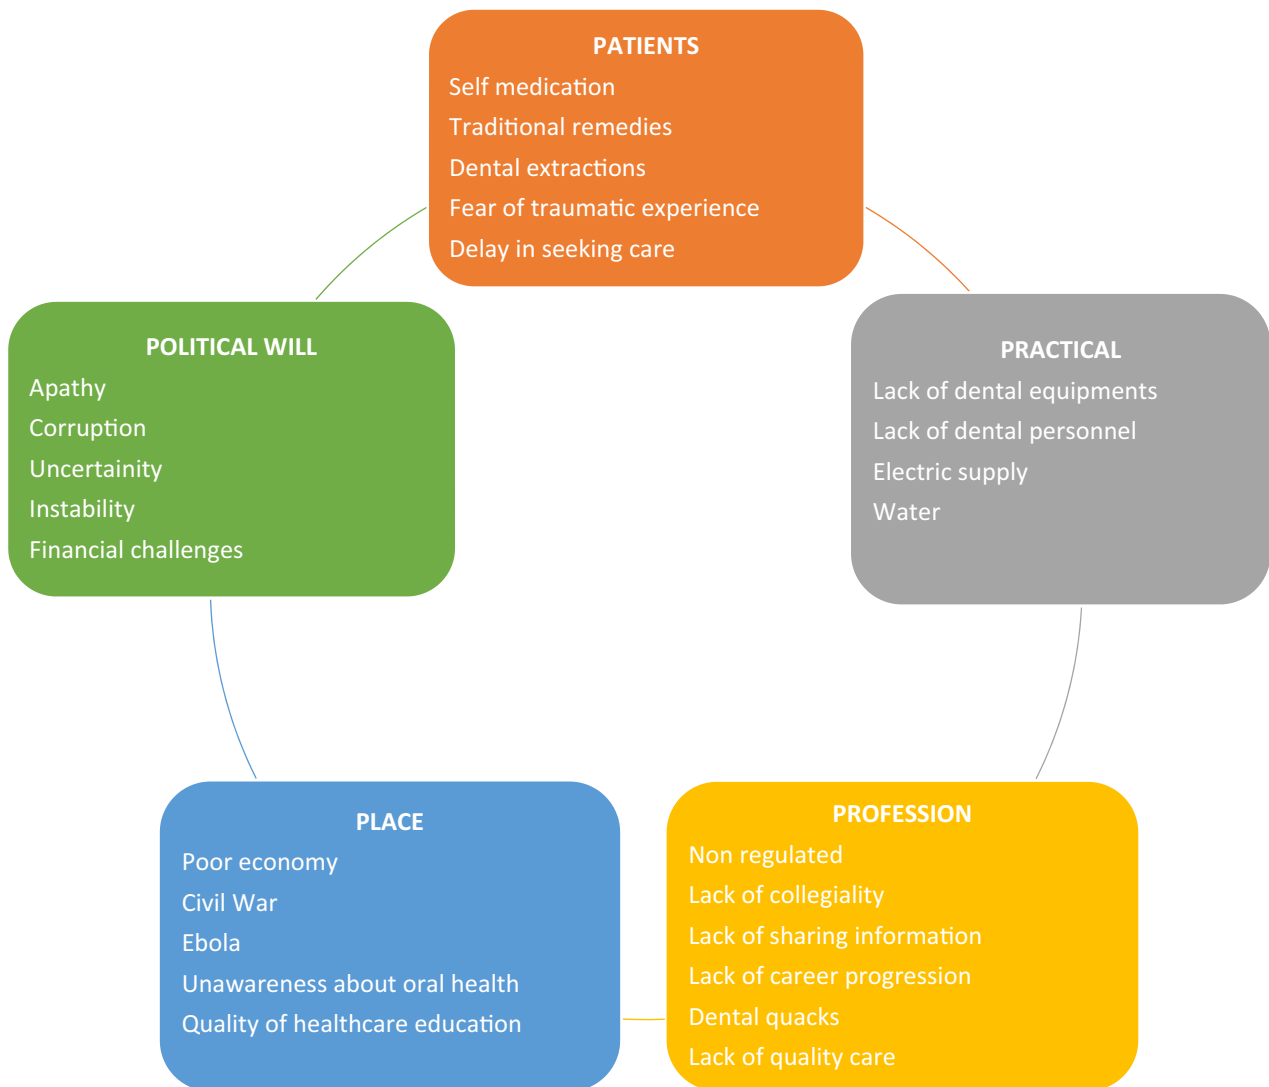 PATIENTS
Self medication
Traditional remedies
Dental extractions
Fear of traumatic experience
Delay in seeking care
POLITICAL WILL
Apathy
Corruption
Uncertainity
Instability
Financial challenges
PRACTICAL
Lack of dental equipments
Lack of dental personnel
Electric supply
Water
PLACE
Poor economy
Civil War
Ebola
Unawareness about oral health
Quality of healthcare education
PROFESSION
Non regulated
Lack of collegiality
Lack of sharing information
Lack of career progression
Dental quacks
Lack of quality care